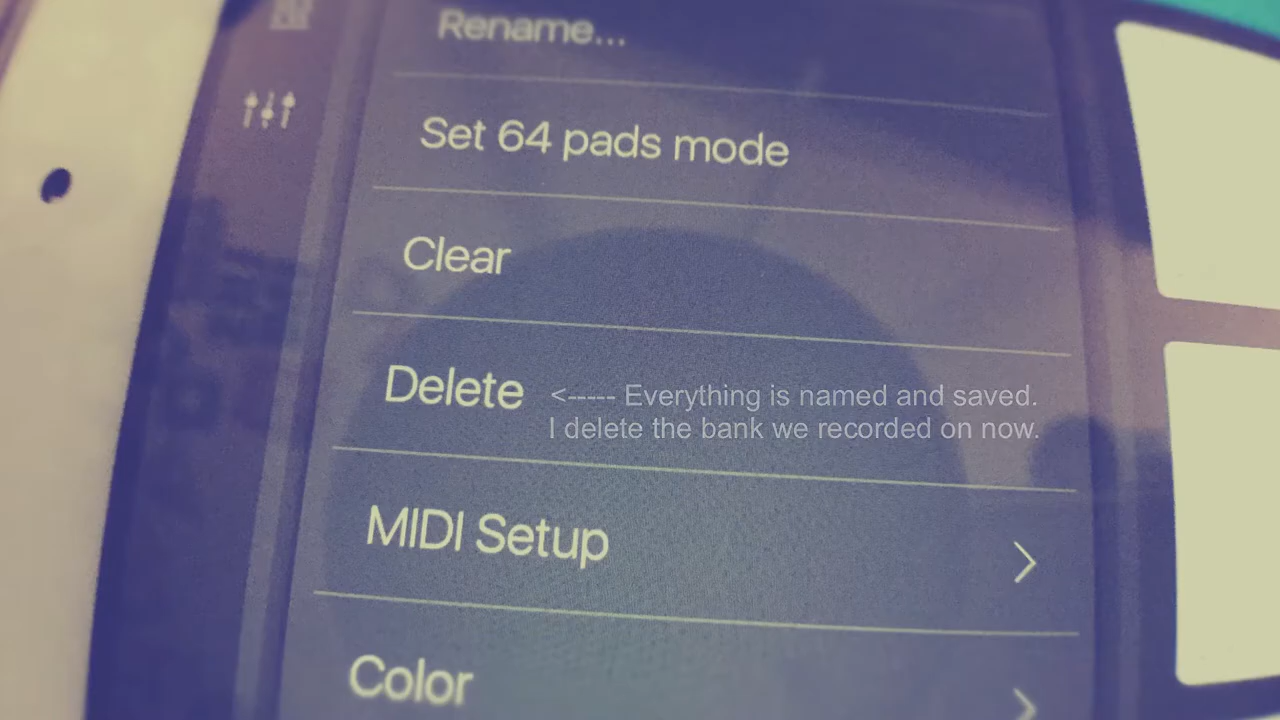 Rename...
Set 64 pads mode
Clear
Delete <----- Everything is named and saved.
I delete the bank we recorded on now.
MIDI Setup
Color